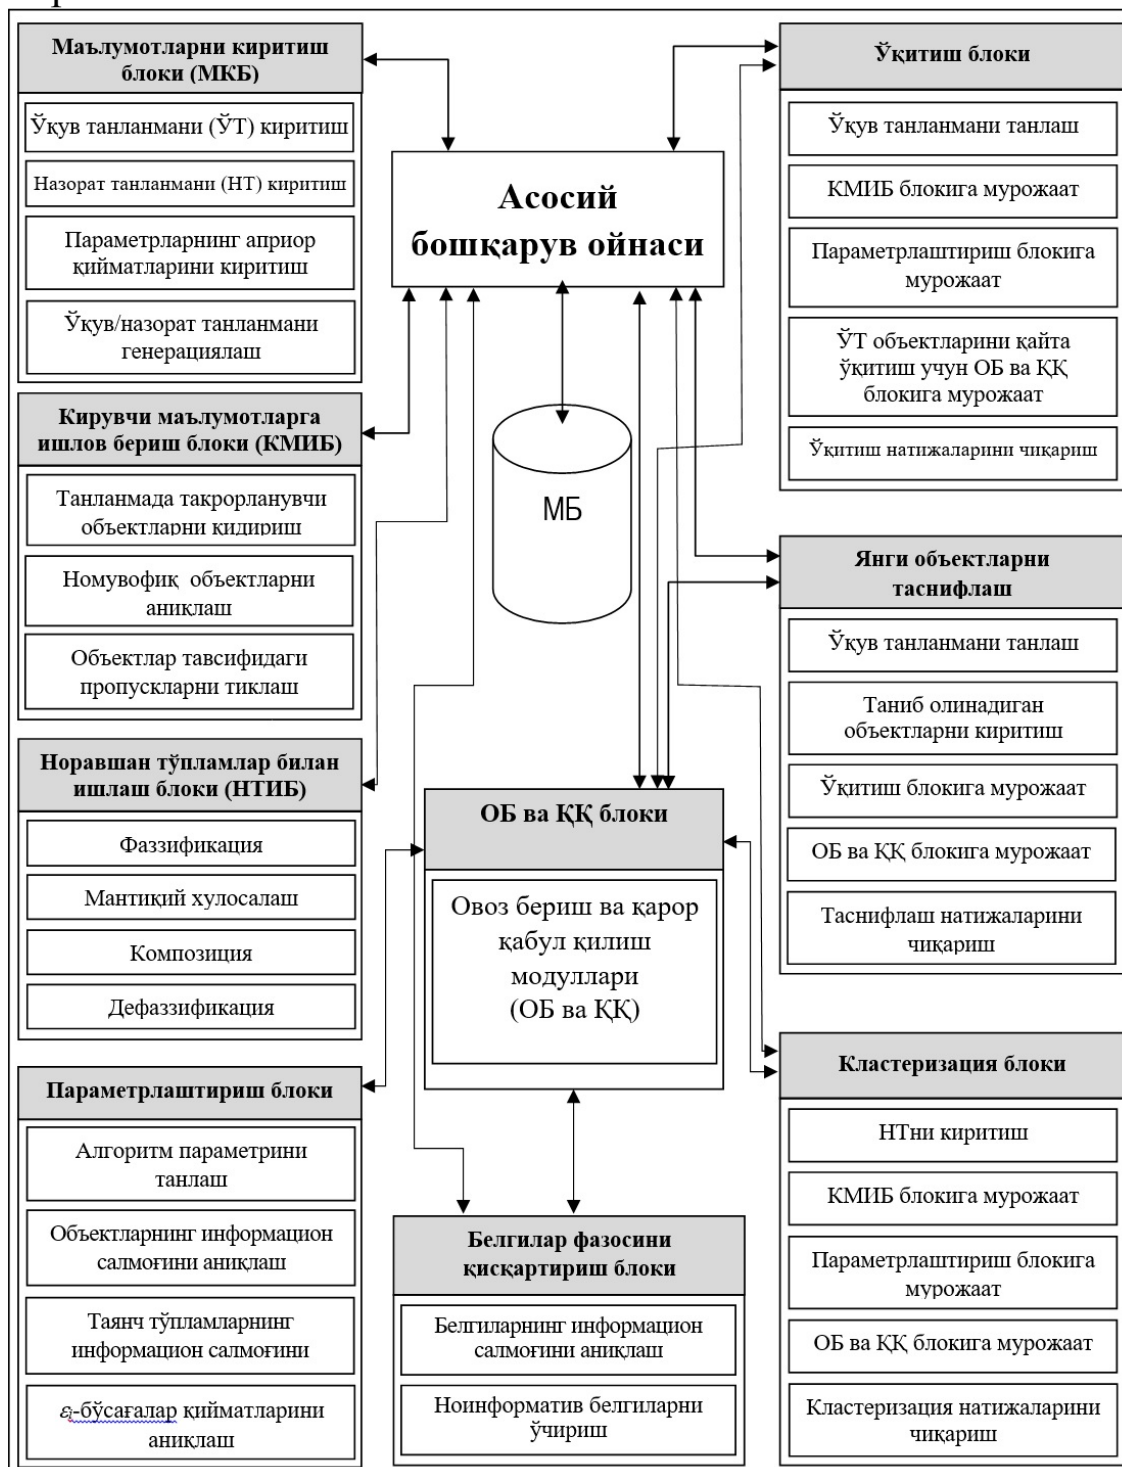 Маълумотларни киритиш
блоки (МКБ)
Ўқув танланмани (ЎТ) киритиш
Назорат танланмани (НТ) киритиш
Параметрларнинг априор
қийматларини киритиш
Ўқув/назорат танланмани
генерациялаш
Кирувчи маълумотларга
ишлов бериш блоки (КМИБ)
Танланмада такрорланувчи
объектларни қидириш
Номувофиқ объектларни
аниқлаш
Объектлар тавсифидаги
пропускларни тиклаш
Норавшан тўпламлар билан
ишлаш блоки (НТИБ)
Фаззификация
Мантиқий хулосалаш
Композиция
Дефаззификация
Параметрлаштириш блоки
Алгоритм параметрини
танлаш
Объектларнинг информацион
салмоғини аниқлаш
Таянч тўпламларнинг
информацион салмоғини
εᵢ-бўсағалар қийматларини
аниқлаш
Асосий
бошқарув ойнаси
МБ
ОБ ва ҚҚ блоки
Овоз бериш ва қарор
қабул қилиш
модуллари
(ОБ ва ҚҚ)
Белгилар фазосини
қисқартириш блоки
Белгиларнинг информацион
салмоғини аниқлаш
Ноинформатив белгиларни
ўчириш
Ўқитиш блоки
Ўқув танланмани танлаш
КМИБ блокига мурожаат
Параметрлаштириш блокига
мурожаат
ЎТ объектларини қайта
ўқитиш учун ОБ ва ҚҚ
блокига мурожаат
Ўқитиш натижаларини чиқариш
Янги объектларни
таснифлаш
Ўқув танланмани танлаш
Таниб олинадиган
объектларни киритиш
Ўқитиш блокига мурожаат
ОБ ва ҚҚ блокига мурожаат
Таснифлаш натижаларини
чиқариш
Кластеризация блоки
НТни киритиш
КМИБ блокига мурожаат
Параметрлаштириш блокига
мурожаат
ОБ ва ҚҚ блокига мурожаат
Кластеризация натижаларини
чиқариш